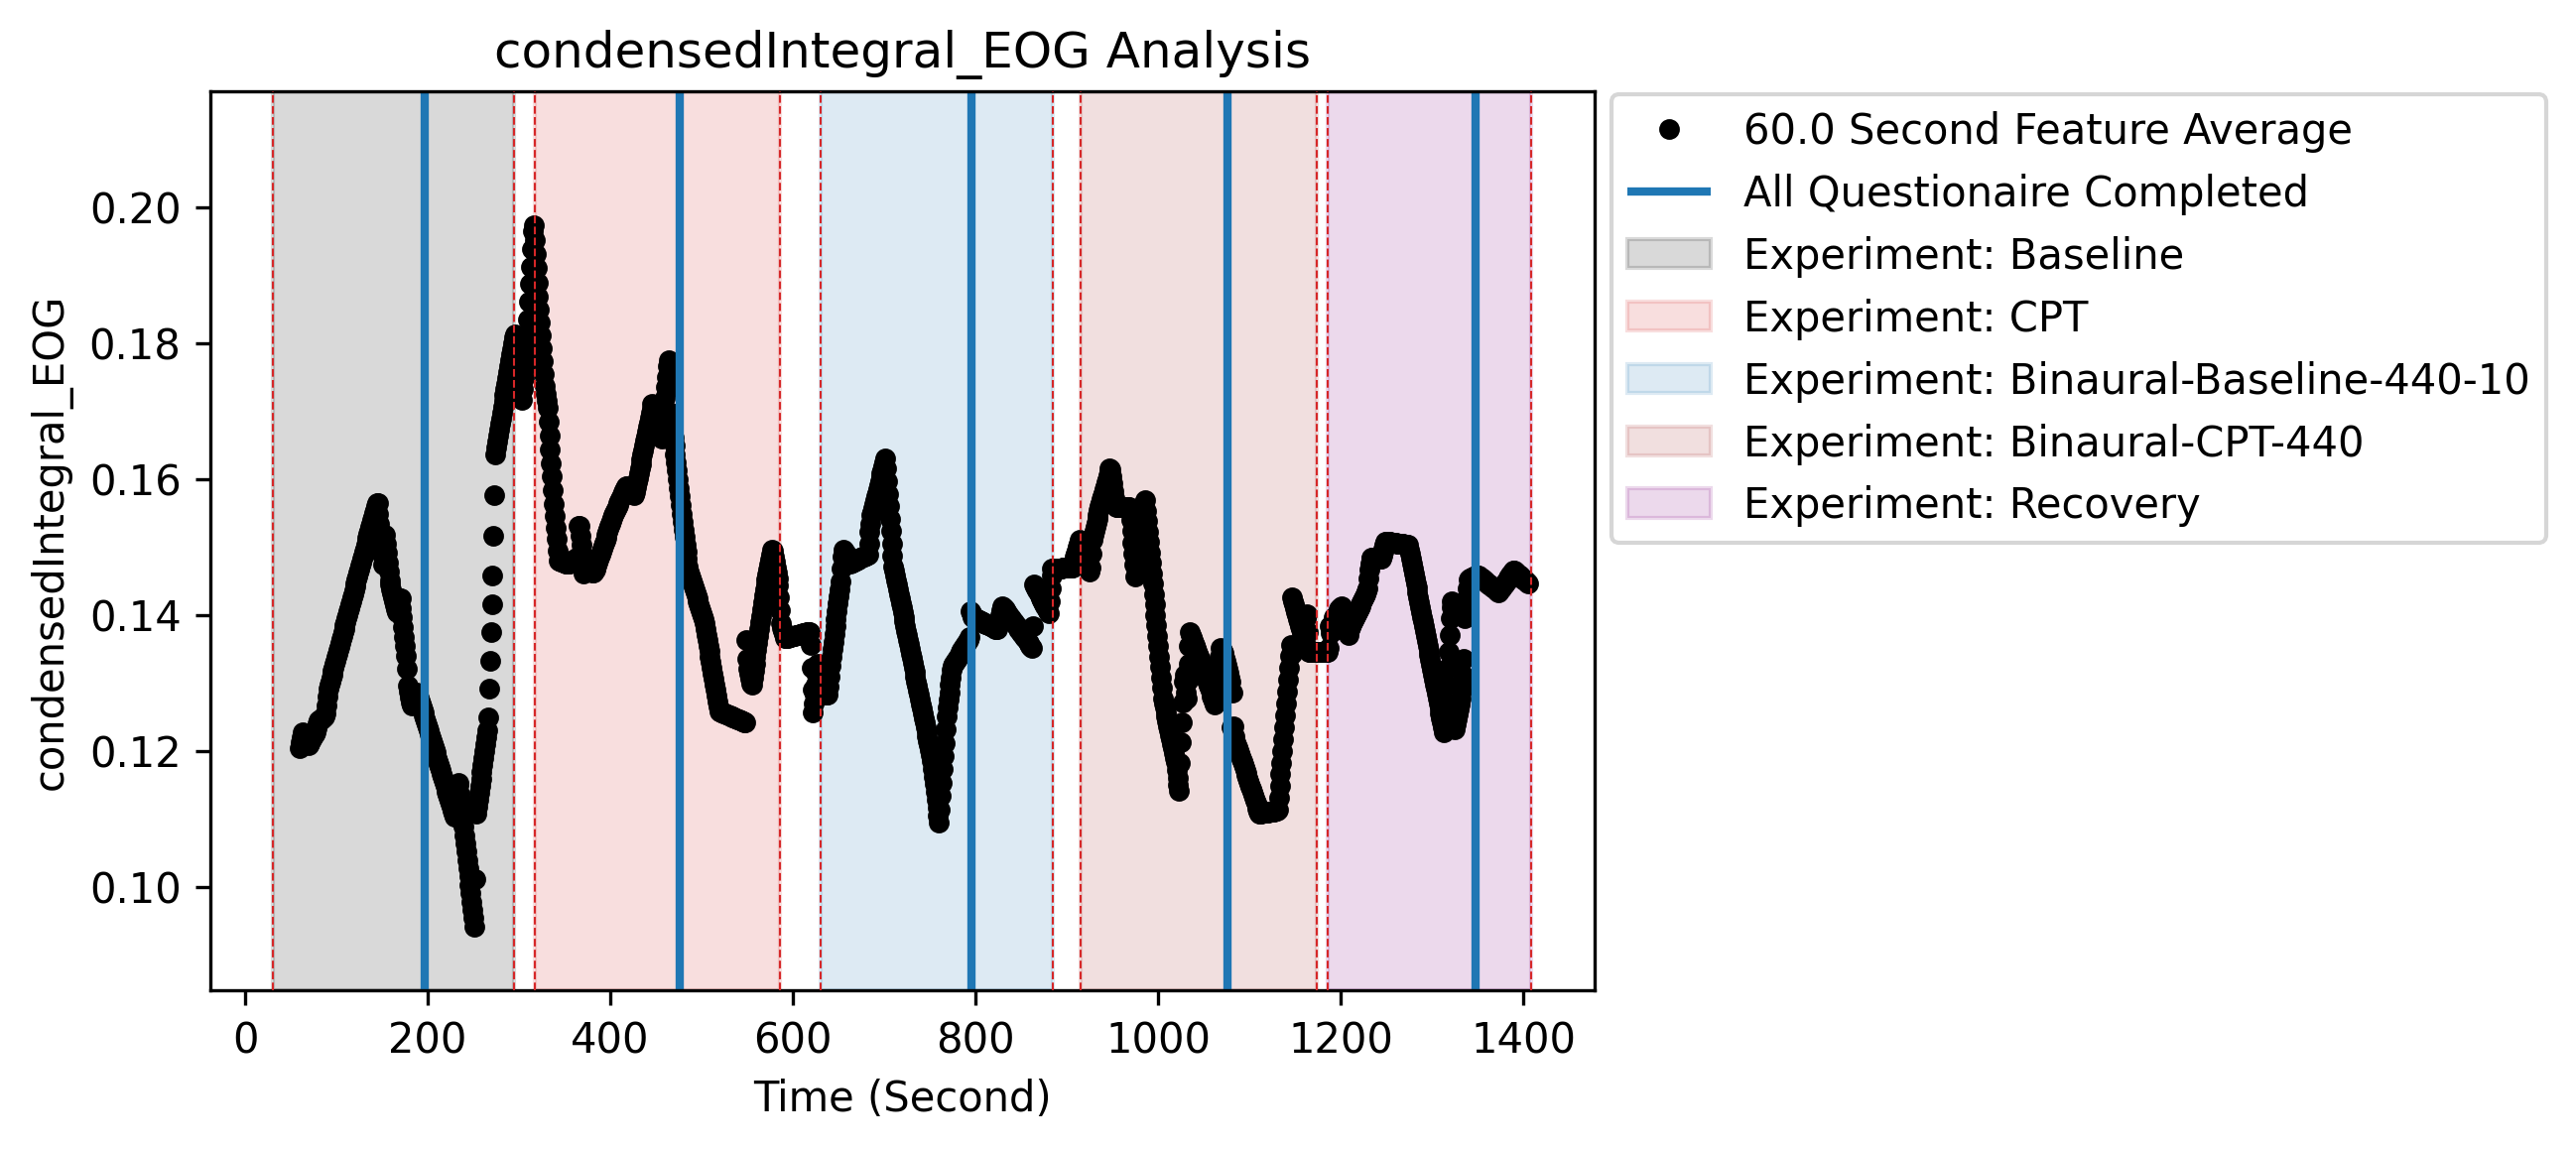 condensedIntegral_EOG Analysis
condensedIntegral_EOG
0.20
0.18
0.16
0.14
0.12
0.10
0 200 400 600 800 1000 1200 1400
Time (Second)
60.0 Second Feature Average
All Questionaire Completed
Experiment: Baseline
Experiment: CPT
Experiment: Binaural-Baseline-440-10
Experiment: Binaural-CPT-440
Experiment: Recovery